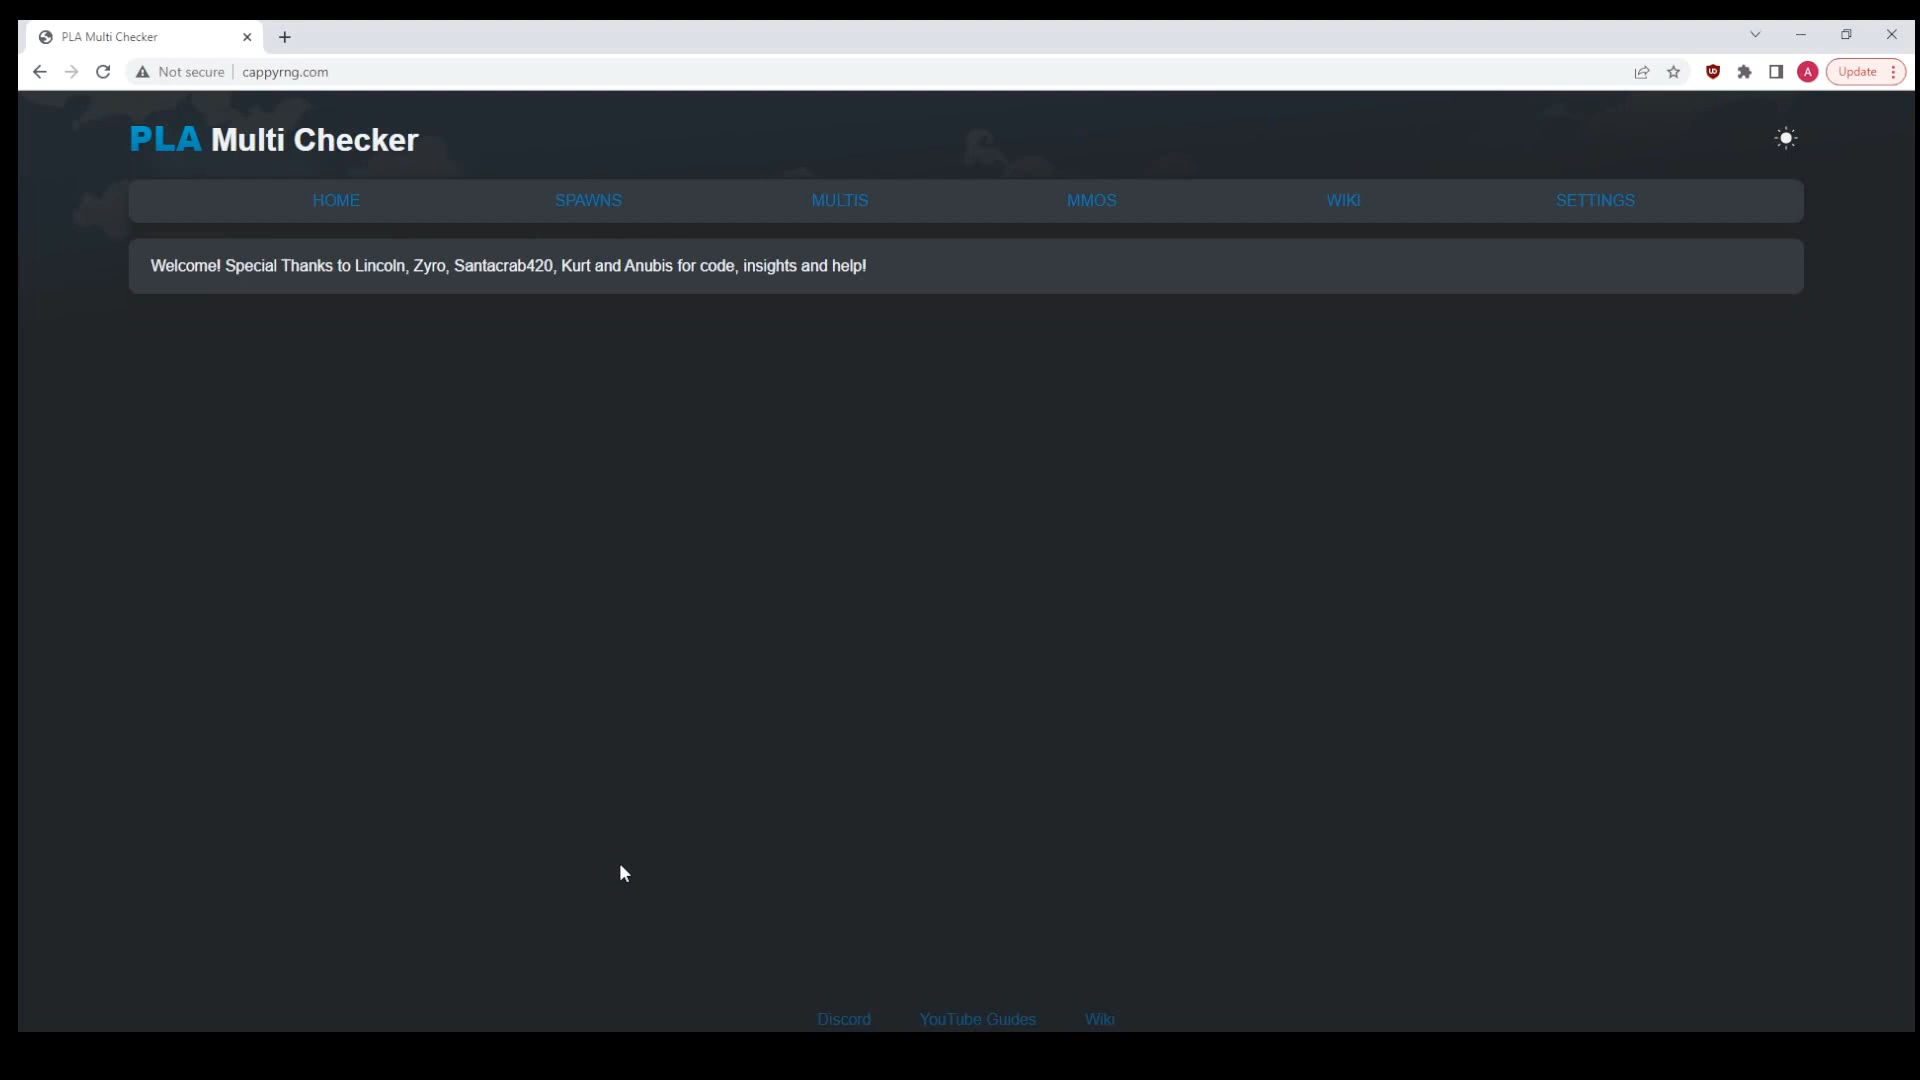 PLA Multi Checker
Not secure cappyrng.com
A
Update
PLA Multi Checker
HOME SPAWNS MULTIS MMOS WIKI SETTINGS
Welcome! Special Thanks to Lincoln, Zyro, Santacrab420, Kurt and Anubis for code, insights and help!
Discord YouTube Guides Wiki